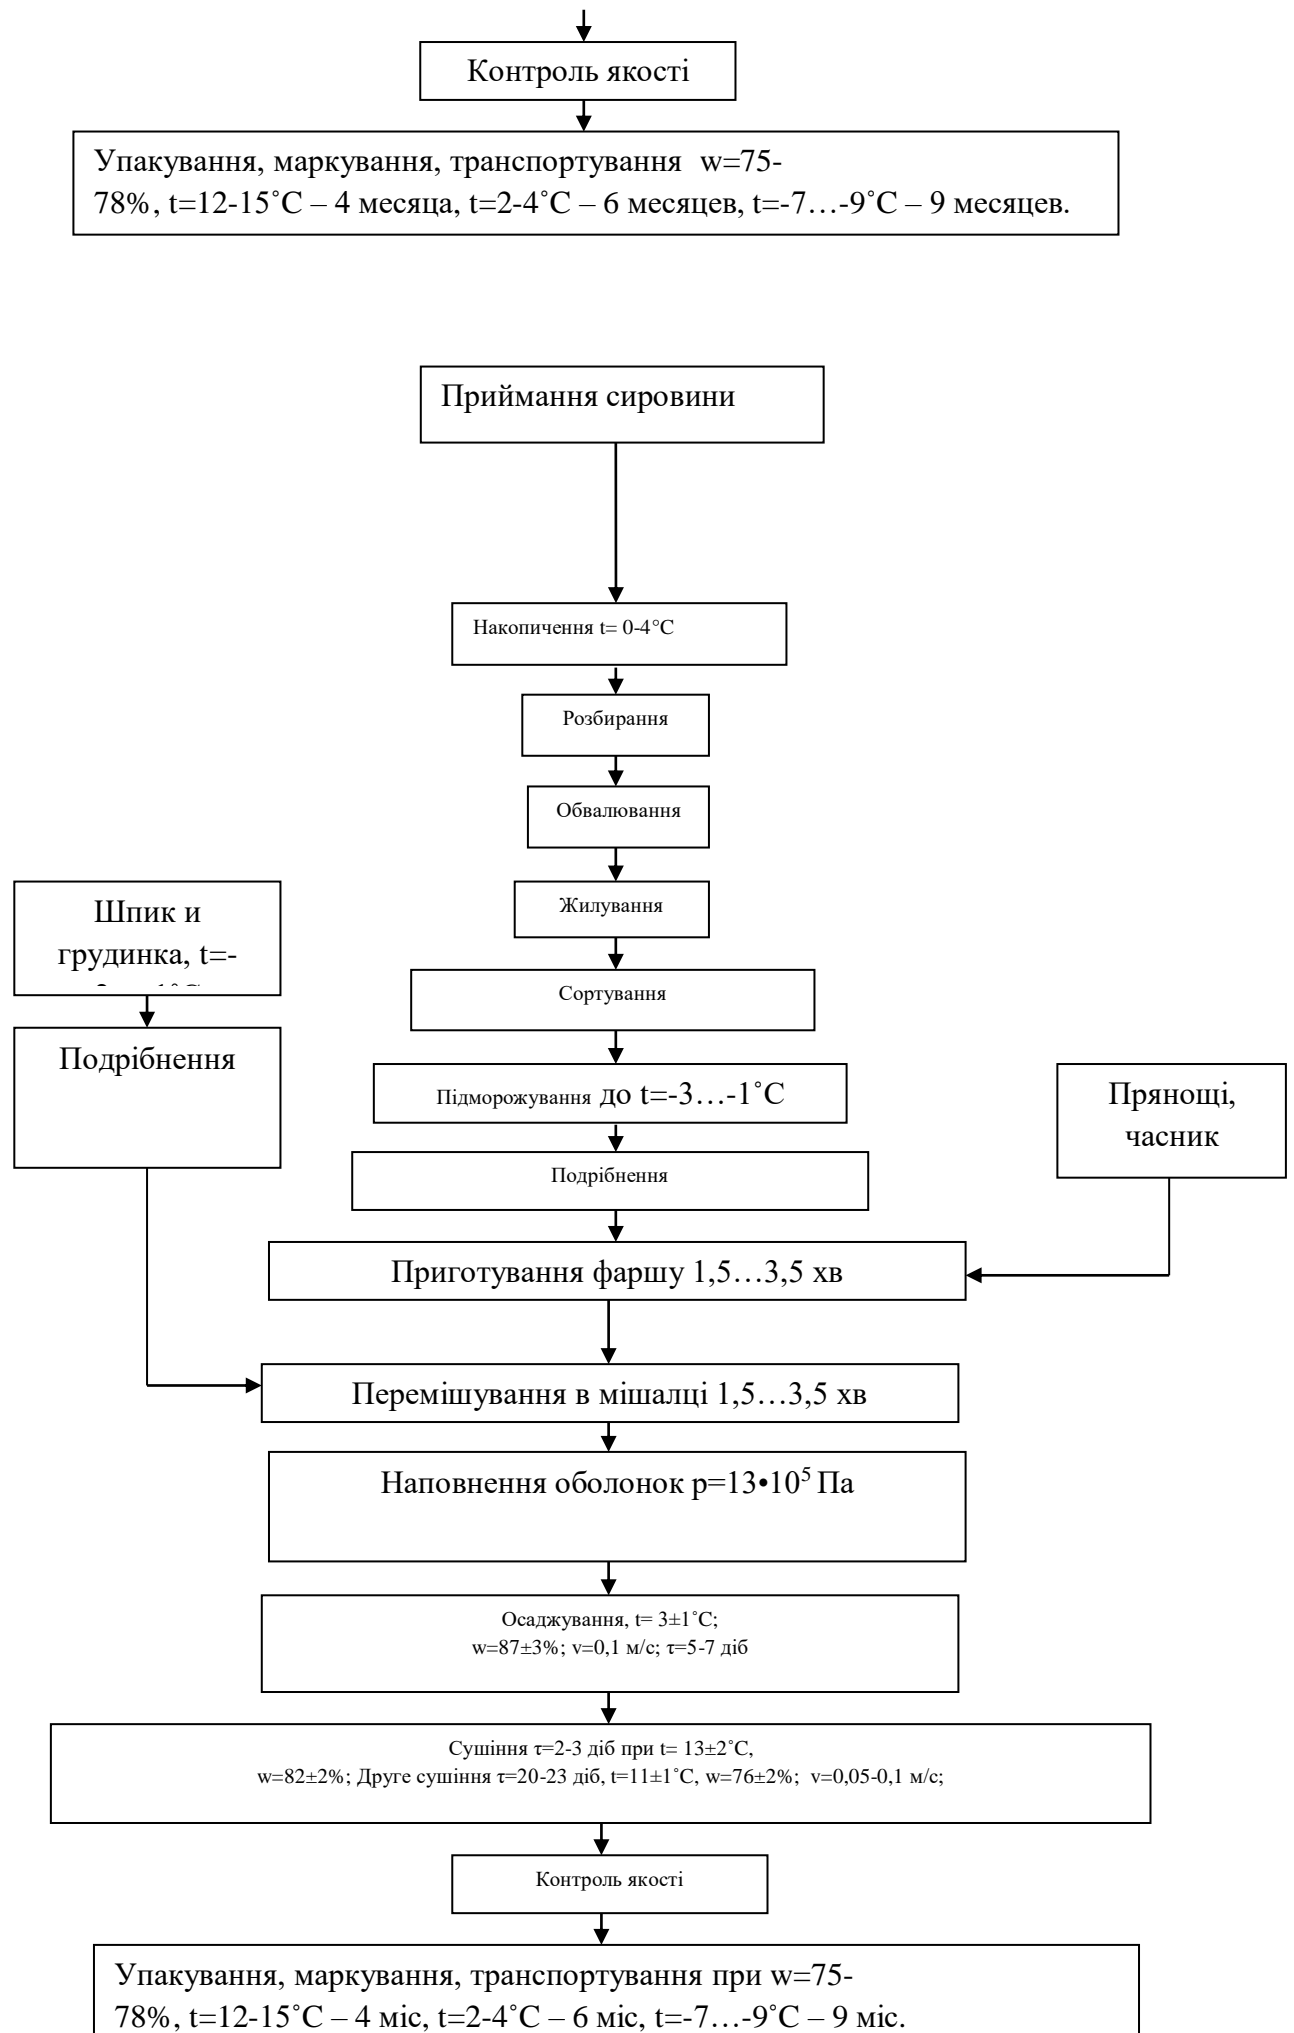 Контроль якості
Упакування, маркування, транспортування w=75-
78%, t=12-15˚С – 4 месяца, t=2-4˚С – 6 месяцев, t=-7…-9˚С – 9 месяцев.
Приймання сировини
Накопичення t= 0-4°С
Розбирання
Обвалювання
Жилування
Шпик и
грудинка, t=-
Сортування
Подрібнення
Підморожування до t=-3…-1˚С
Прянощі,
часник
Подрібнення
Приготування фаршу 1,5…3,5 хв
Перемішування в мішалці 1,5…3,5 хв
Наповнення оболонок р=13•10⁵ Па
Осаджування, t= 3±1˚С;
w=87±3%; v=0,1 м/с; τ=5-7 діб
Сушіння τ=2-3 діб при t= 13±2˚С,
w=82±2%; Друге сушіння τ=20-23 діб, t=11±1˚С, w=76±2%; v=0,05-0,1 м/с;
Контроль якості
Упакування, маркування, транспортування при w=75-
78%, t=12-15˚С – 4 міс, t=2-4˚С – 6 міс, t=-7…-9˚С – 9 міс.